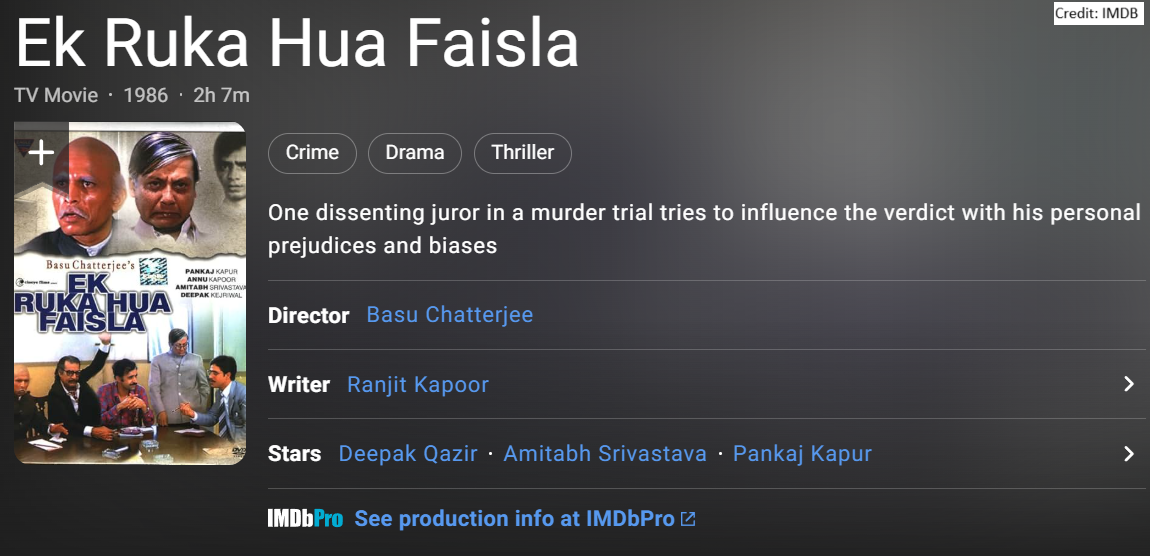 Credit: IMDB
Ek Ruka Hua Faisla
TV Movie · 1986 · 2h 7m
Crime
Drama
Thriller
One dissenting juror in a murder trial tries to influence the verdict with his personal
prejudices and biases
Basu Chatterjee's
PANKAJ KAPUR
ANNU KAPOOR
AMITABH SRIVASTAVA
DEEPAK KEJRIWAL
EK
RUKA HUA
FAISLA
Director Basu Chatterjee
Writer Ranjit Kapoor
Stars Deepak Qazir · Amitabh Srivastava · Pankaj Kapur
IMDbPro See production info at IMDbPro